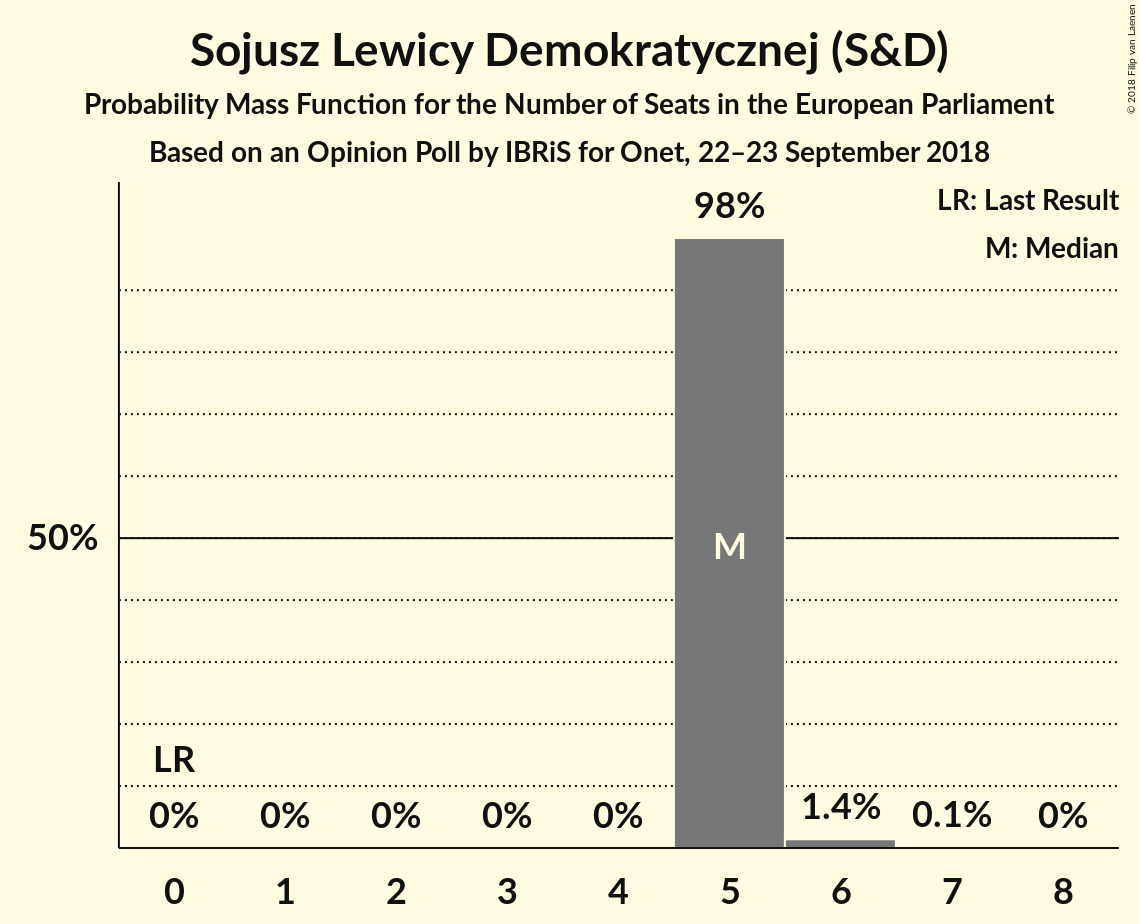 Sojusz Lewicy Demokratycznej (S&D)
Probability Mass Function for the Number of Seats in the European Parliament
Based on an Opinion Poll by IBRiS for Onet, 22–23 September 2018
© 2018 Filip van Laenen
98%
LR: Last Result
M: Median
50%
M
LR
0% 0% 0% 0% 0% 1.4% 0.1% 0%
0 1 2 3 4 5 6 7 8